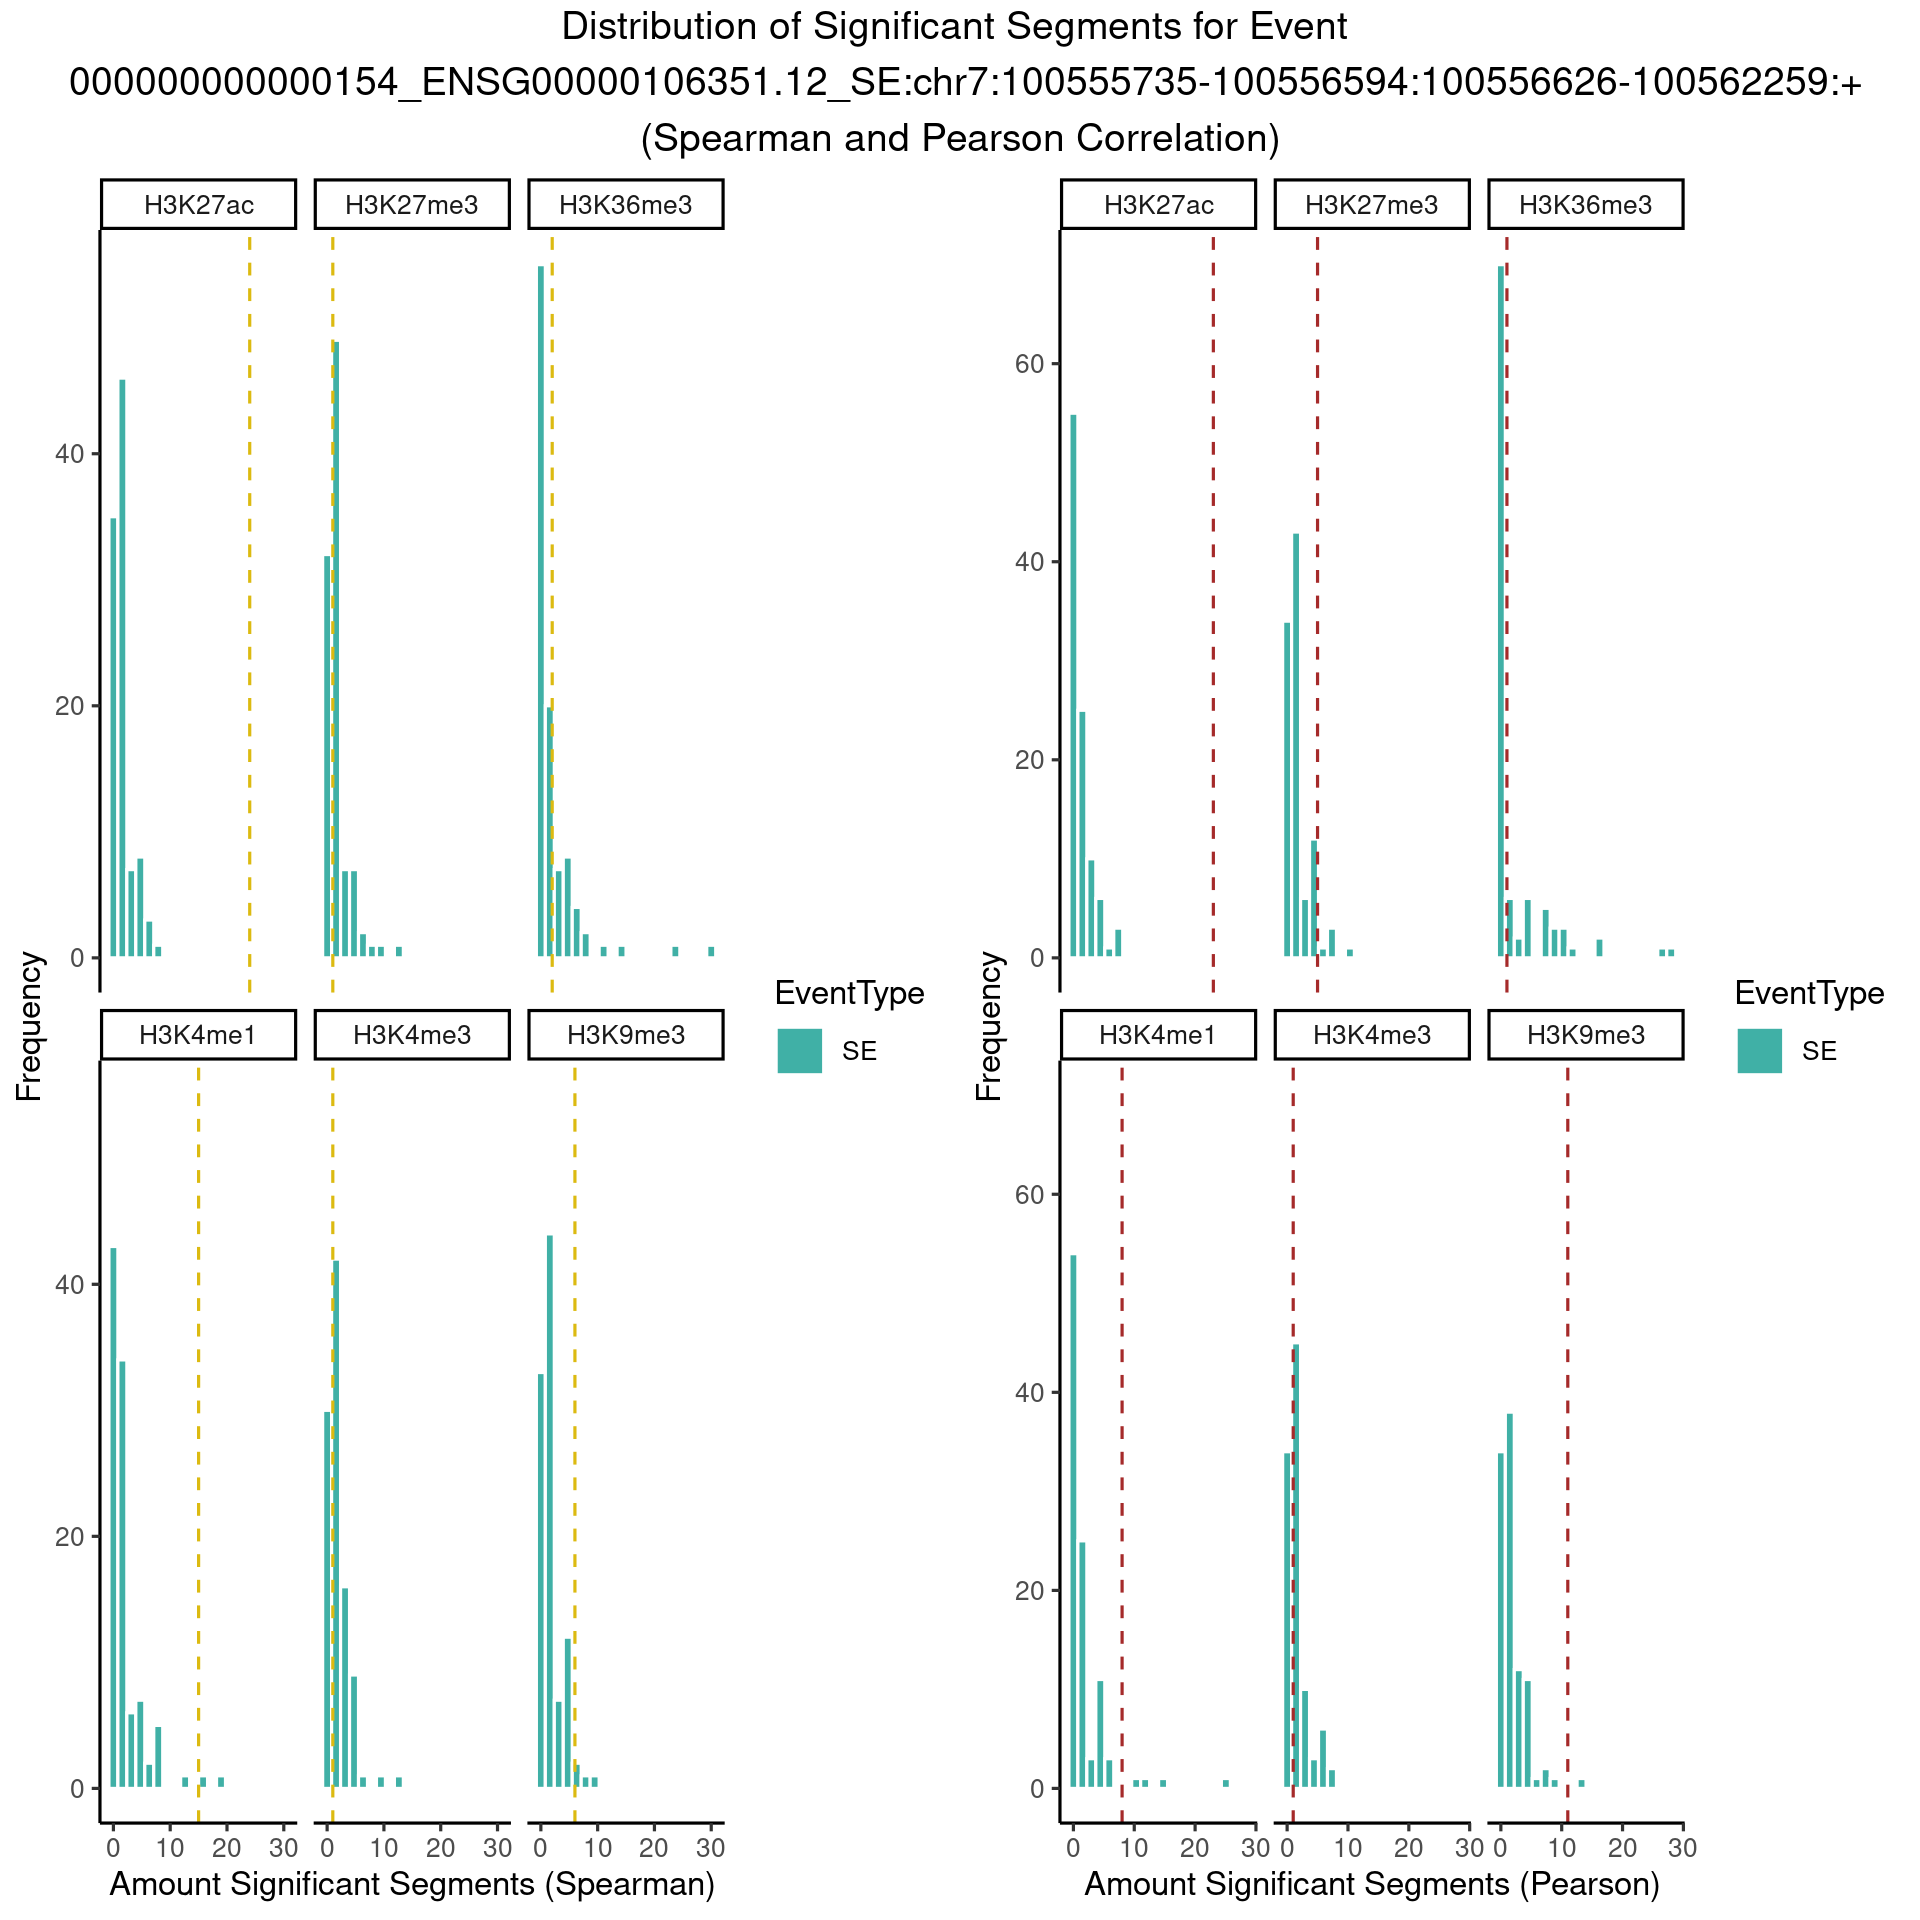 Distribution of Significant Segments for Event
000000000000154_ENSG00000106351.12_SE:chr7:100555735-100556594:100556626-100562259:+
(Spearman and Pearson Correlation)
H3K27ac H3K27me3 H3K36me3
40
20
0
H3K4me1 H3K4me3 H3K9me3
40
20
0
0 10 20 30 0 10 20 30 0 10 20 30
Amount Significant Segments (Spearman)
Frequency
EventType
SE
H3K27ac H3K27me3 H3K36me3
60
40
20
0
H3K4me1 H3K4me3 H3K9me3
60
40
20
0
0 10 20 30 0 10 20 30 0 10 20 30
Amount Significant Segments (Pearson)
Frequency
EventType
SE